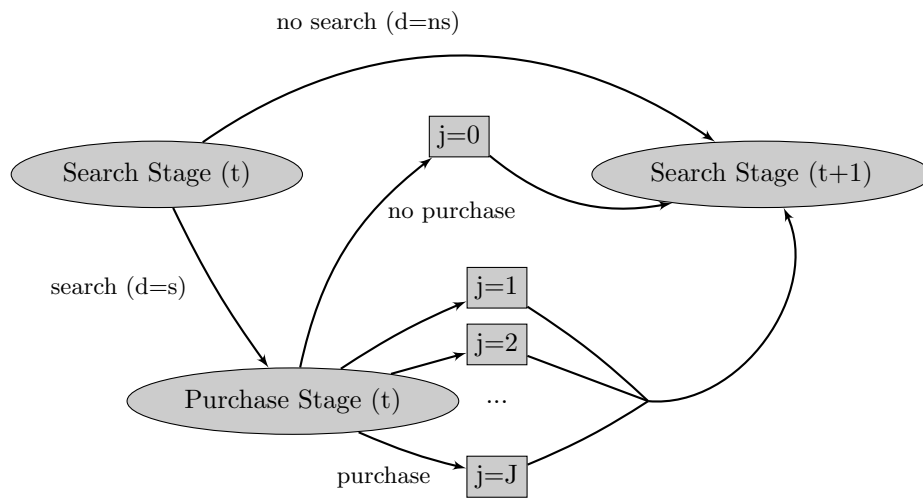 no search (d=ns)
j=0
Search Stage (t)
Search Stage (t+1)
no purchase
search (d=s)
j=1
j=2
Purchase Stage (t)
...
purchase
j=J